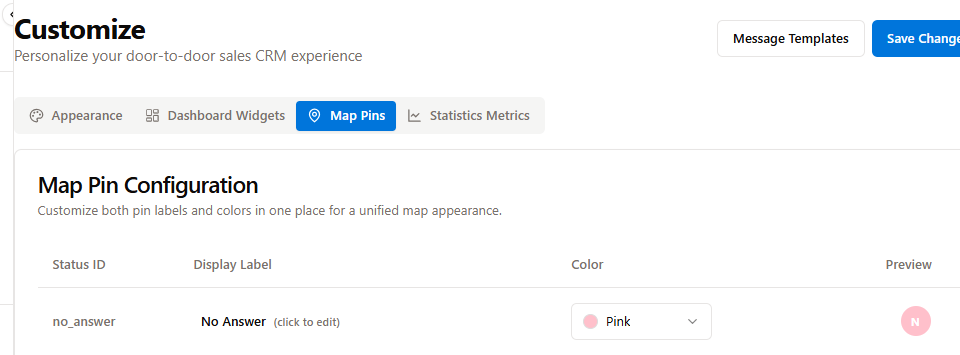 Customize
Personalize your door-to-door sales CRM experience
Message Templates
Save Change
Appearance
Dashboard Widgets
Map Pins
Statistics Metrics
Map Pin Configuration
Customize both pin labels and colors in one place for a unified map appearance.
Status ID Display Label Color Preview
no_answer No Answer (click to edit) Pink N